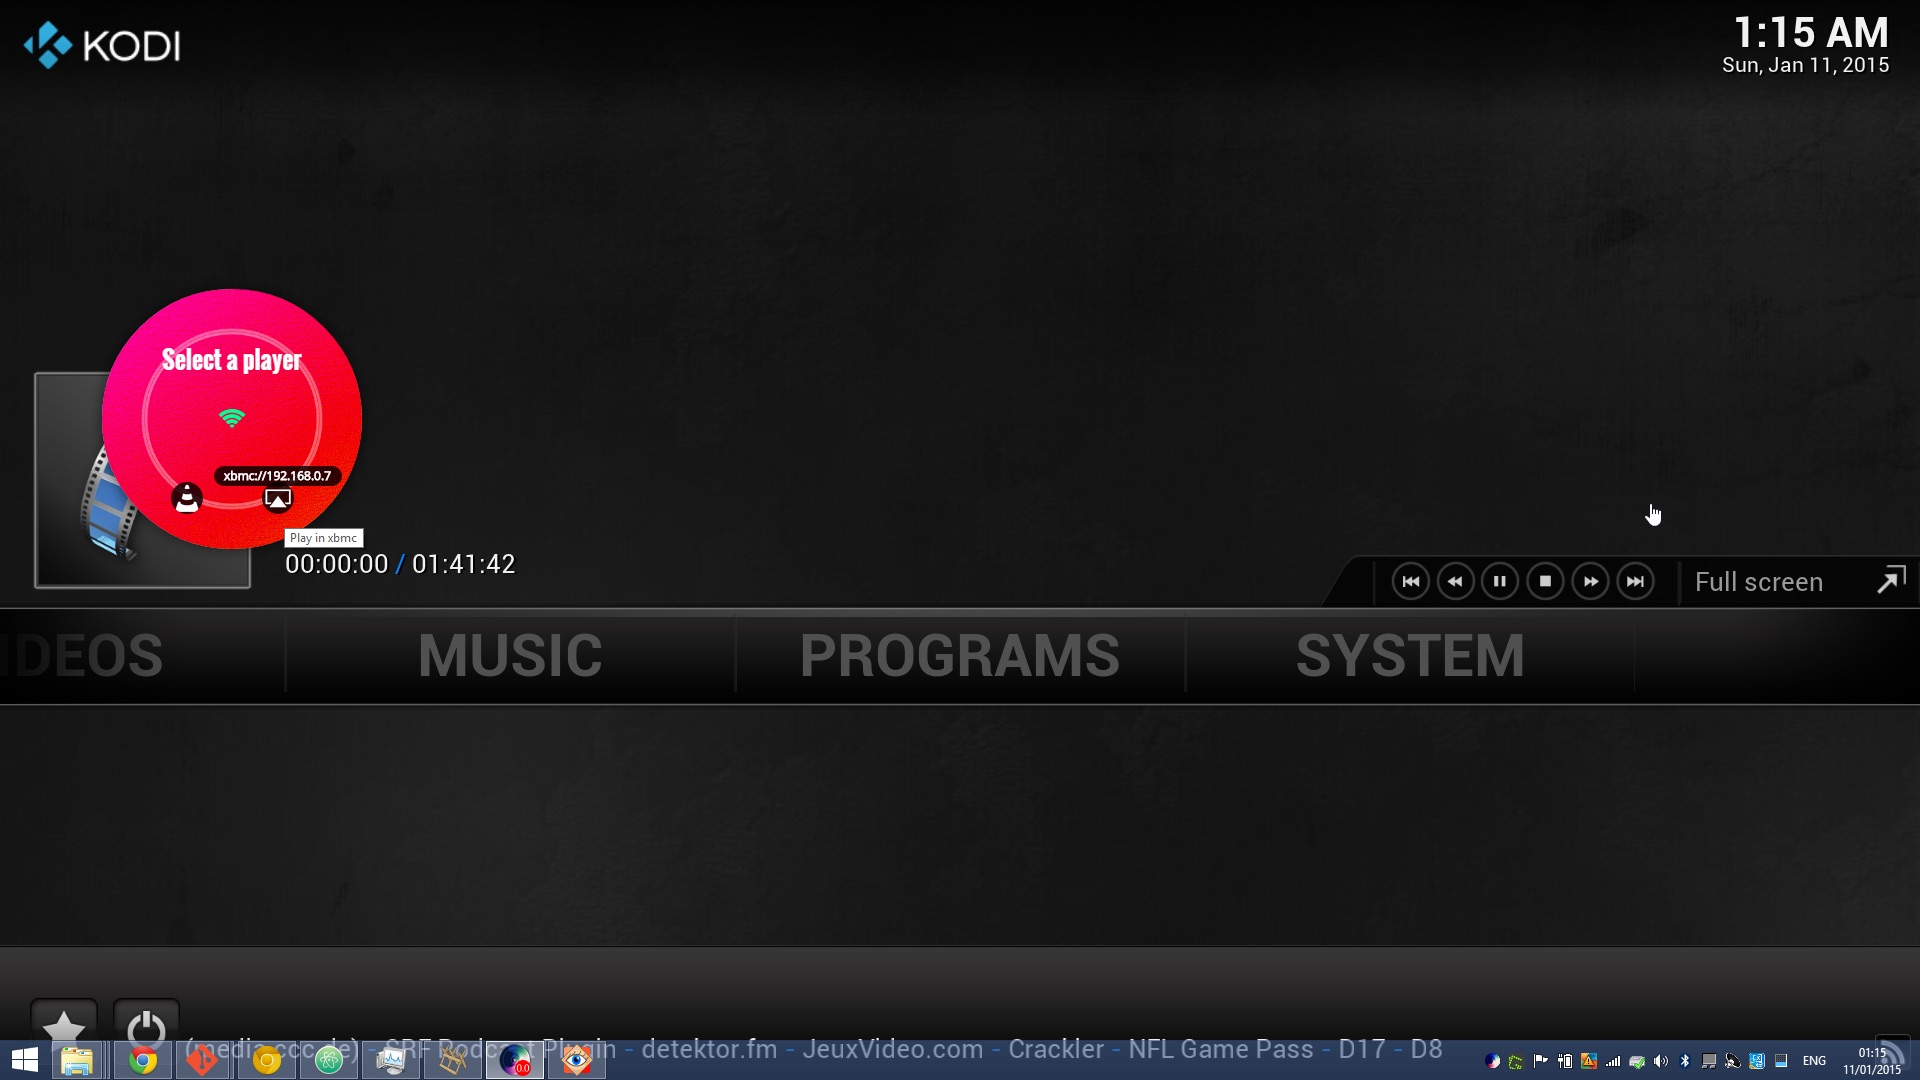 KODI
1:15 AM
Sun, Jan 11, 2015
Select a player
xbmc://192.168.0.7
Play in xbmc
00:00:00 / 01:41:42
Full screen
IDEOS
MUSIC
PROGRAMS
SYSTEM
(media.ccc.de) - SRF Podcast Plugin - detektor.fm - JeuxVideo.com - Crackler - NFL Game Pass - D17 - D8
0.0
ENG
01:15
11/01/2015